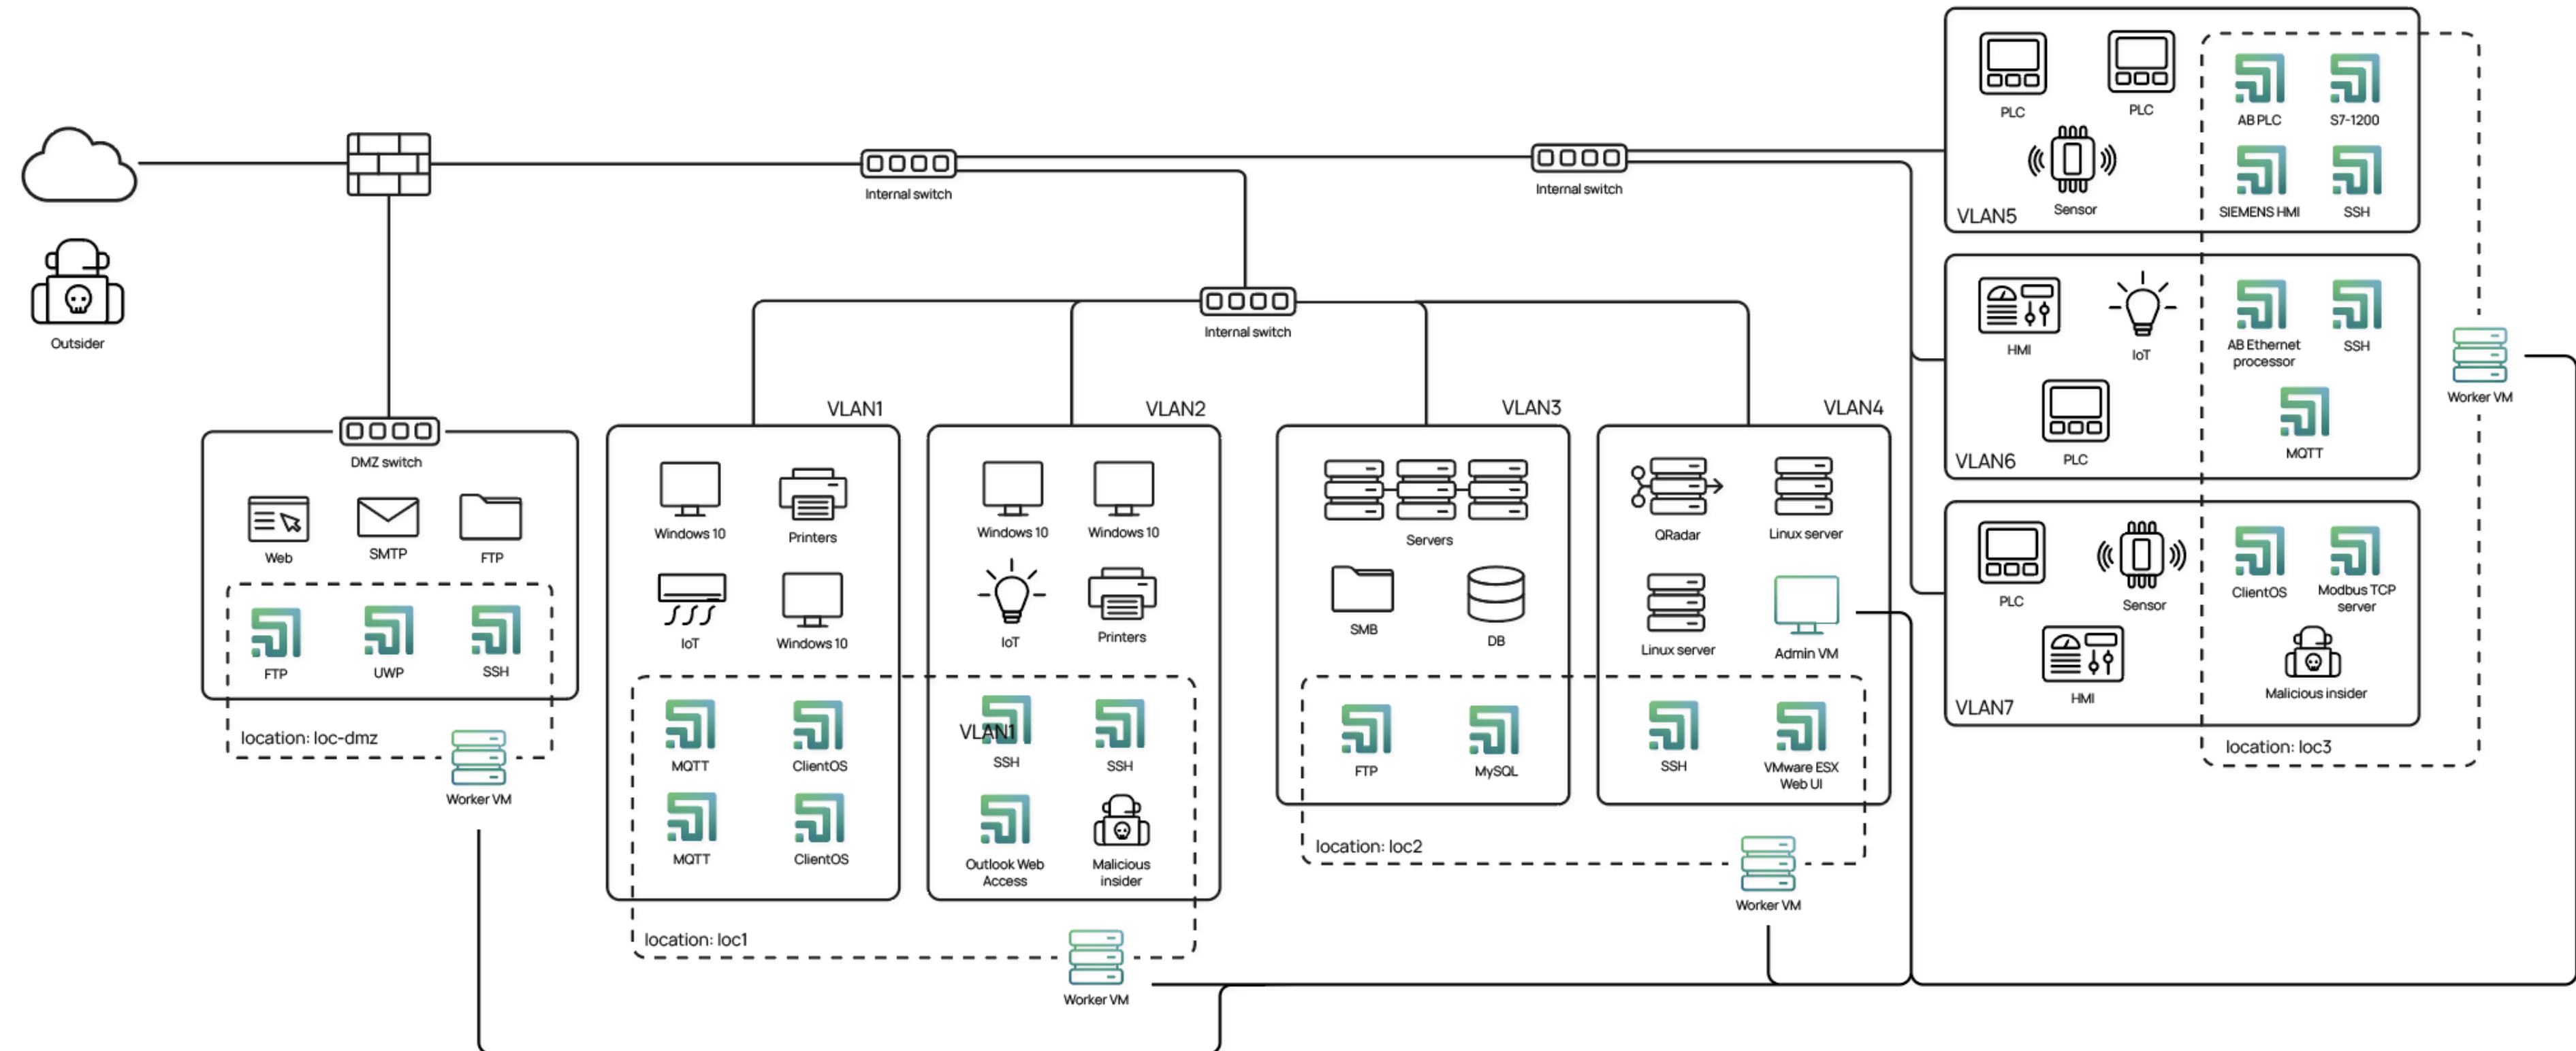 Outsider
Internal switch
Internal switch
Internal switch
DMZ switch
Web
SMTP
FTP
FTP
UWP
SSH
location: loc-dmz
Worker VM
VLAN1
Windows 10
Printers
IoT
Windows 10
MQTT
ClientOS
MQTT
ClientOS
location: loc1
VLAN2
Windows 10
Windows 10
IoT
Printers
VLAN1
SSH
SSH
Outlook Web
Access
Malicious
insider
Worker VM
VLAN3
Servers
SMB
DB
FTP
MySQL
location: loc2
VLAN4
QRadar
Linux server
Linux server
Admin VM
SSH
VMware ESX
Web UI
Worker VM
PLC
PLC
Sensor
VLAN5
AB PLC
S7-1200
SIEMENS HMI
SSH
HMI
IoT
PLC
VLAN6
AB Ethernet
processor
SSH
MQTT
Worker VM
PLC
Sensor
HMI
VLAN7
ClientOS
Modbus TCP
server
Malicious insider
location: loc3